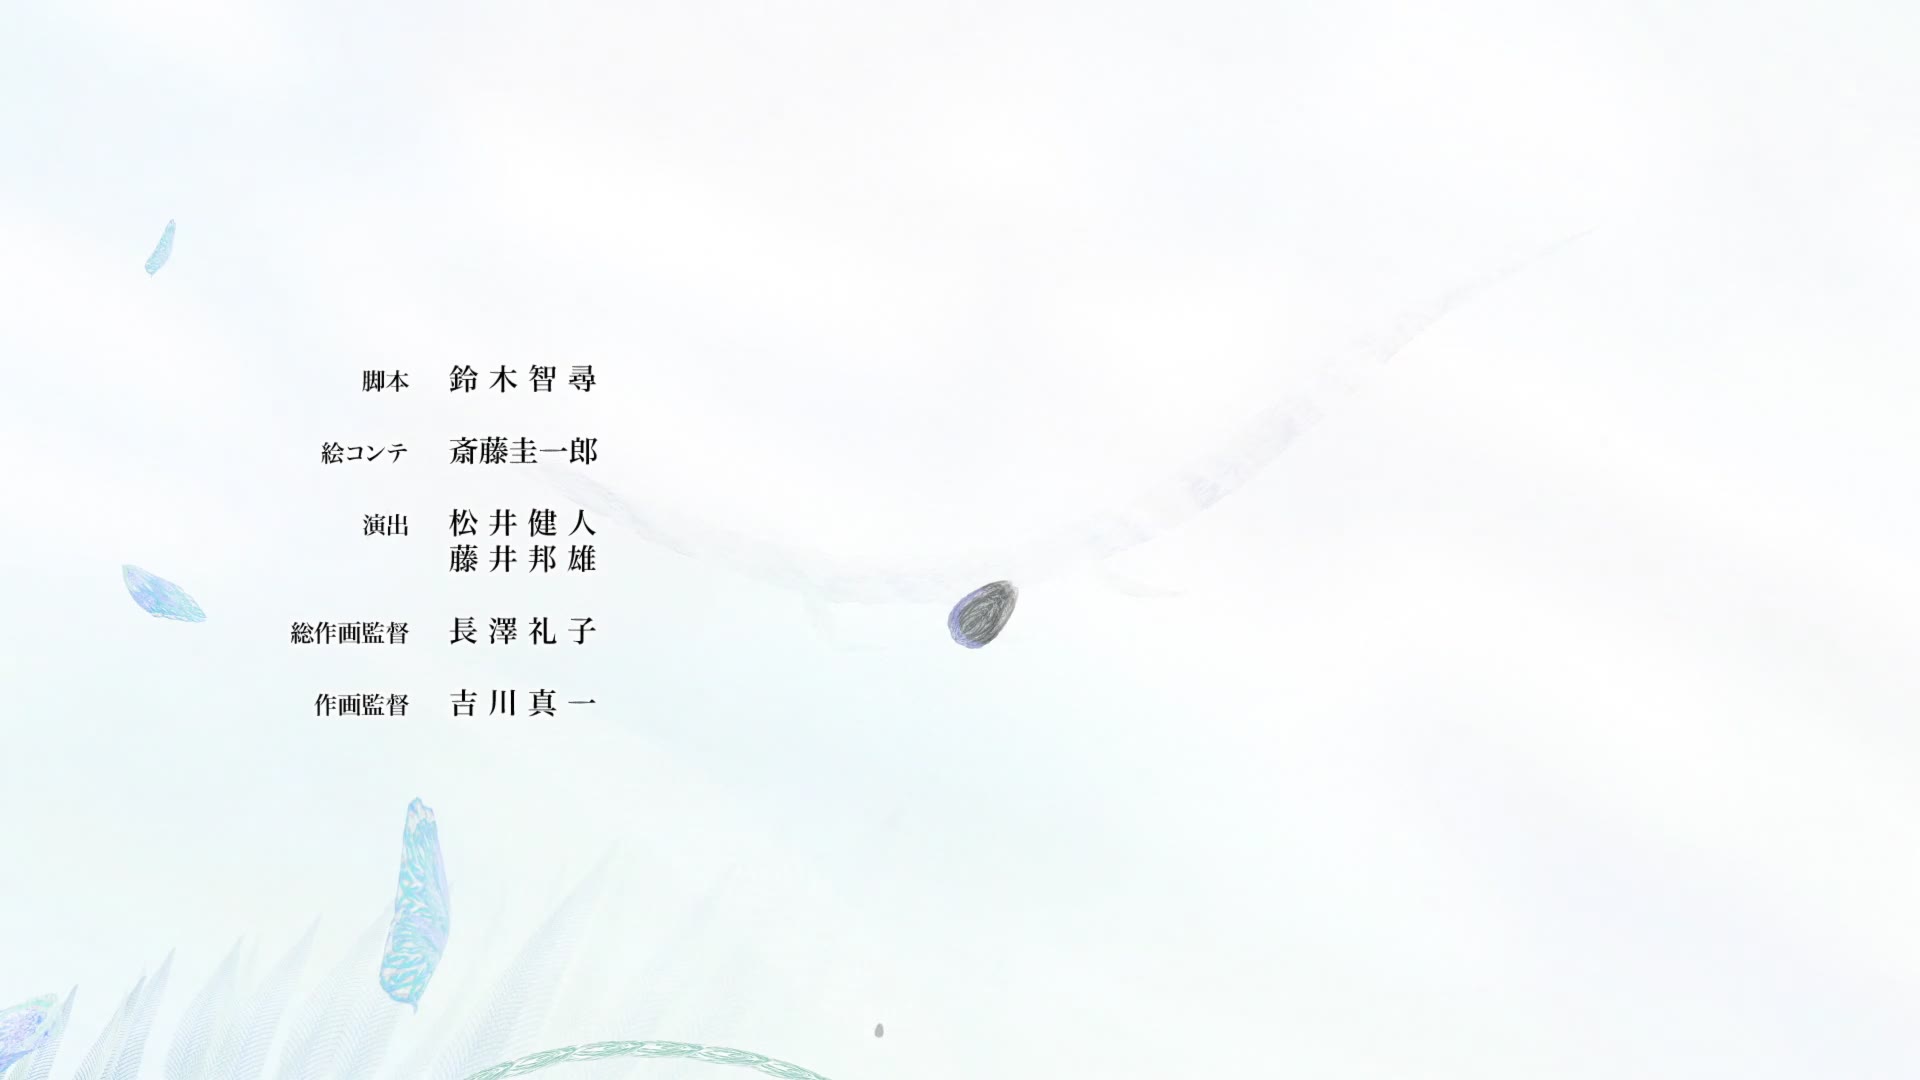 脚本 鈴木智尋
絵コンテ 斎藤圭一郎
演出 松井健人
藤井邦雄
総作画監督 長澤礼子
作画監督 吉川真一